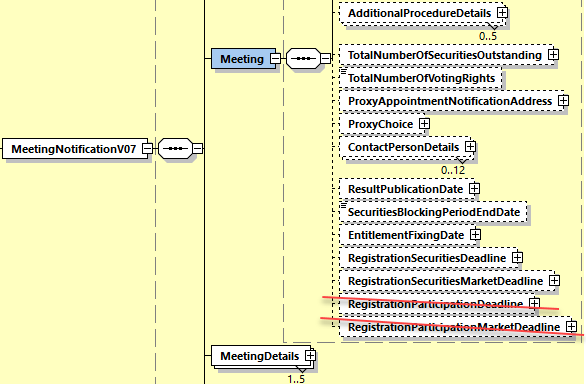 AdditionalProcedureDetails
0..5
Meeting
TotalNumberOfSecuritiesOutstanding
TotalNumberOfVotingRights
ProxyAppointmentNotificationAddress
ProxyChoice
MeetingNotificationV07
ContactPersonDetails
0..12
ResultPublicationDate
SecuritiesBlockingPeriodEndDate
EntitlementFixingDate
RegistrationSecuritiesDeadline
RegistrationSecuritiesMarketDeadline
RegistrationParticipationDeadline
RegistrationParticipationMarketDeadline
MeetingDetails
1..5